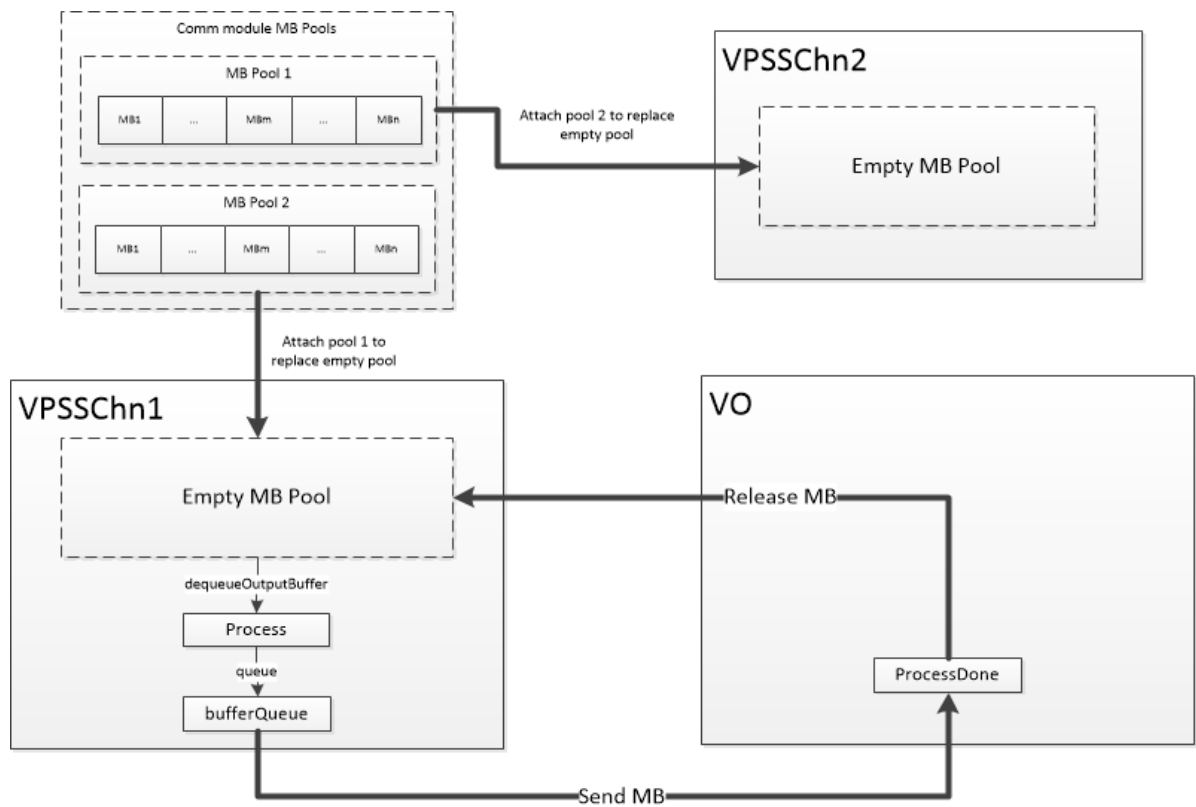 Comm module MB Pools
MB Pool 1
MB1 ... MBm ... MBn
MB Pool 2
MB1 ... MBm ... MBn
Attach pool 2 to replace
empty pool
VPSSChn2
Empty MB Pool
Attach pool 1 to
replace empty pool
VPSSChn1
Empty MB Pool
dequeueOutputBuffer
Process
queue
bufferQueue
VO
Release MB
ProcessDone
Send MB